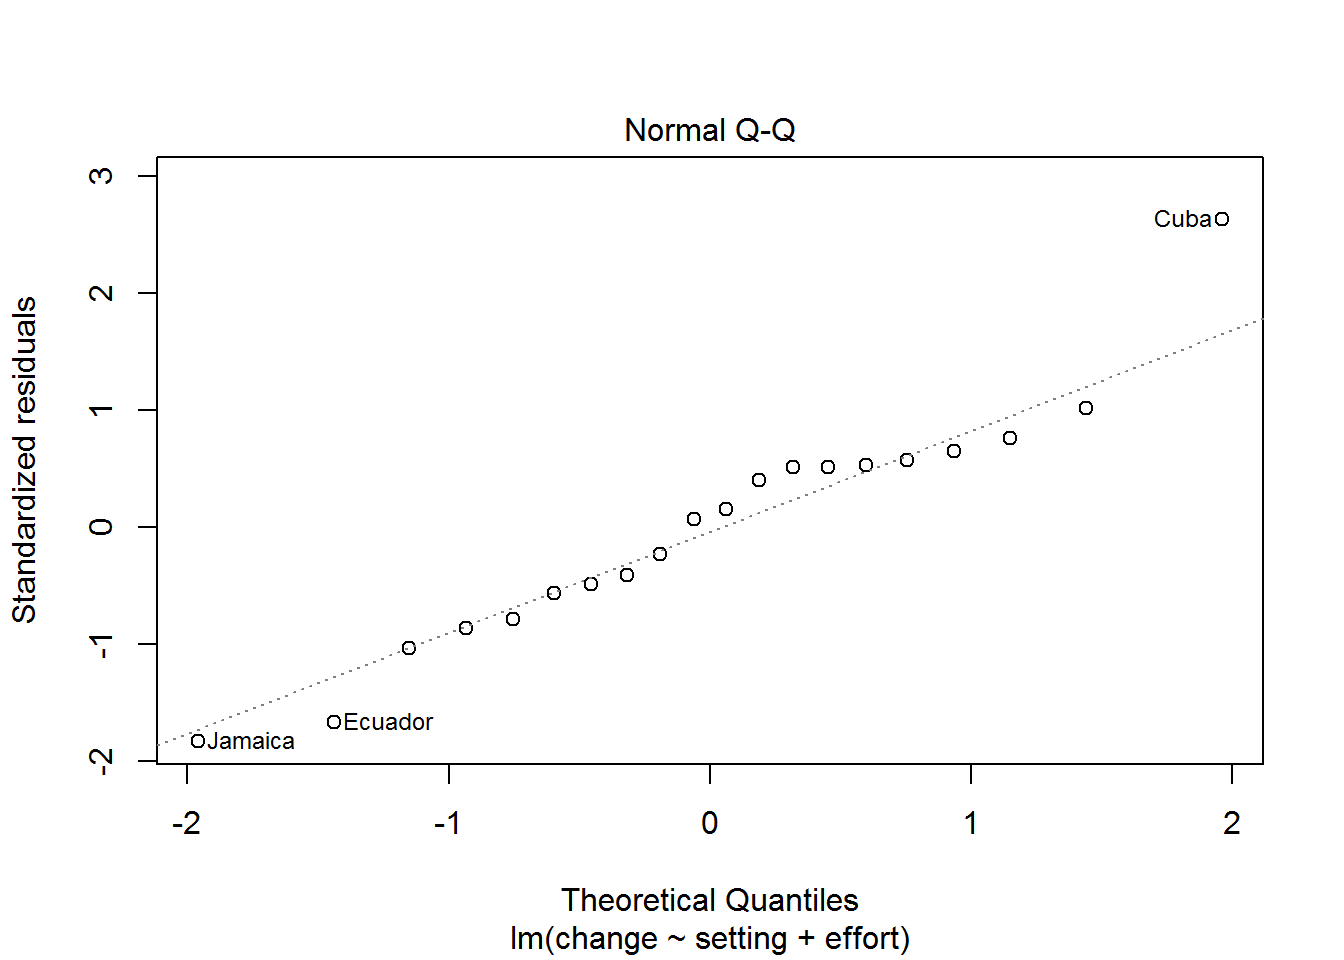 Normal Q-Q
Standardized residuals
3
2
1
0
-1
-2
Cuba
Ecuador
Jamaica
-2
-1
0
1
2
Theoretical Quantiles
lm(change ~ setting + effort)